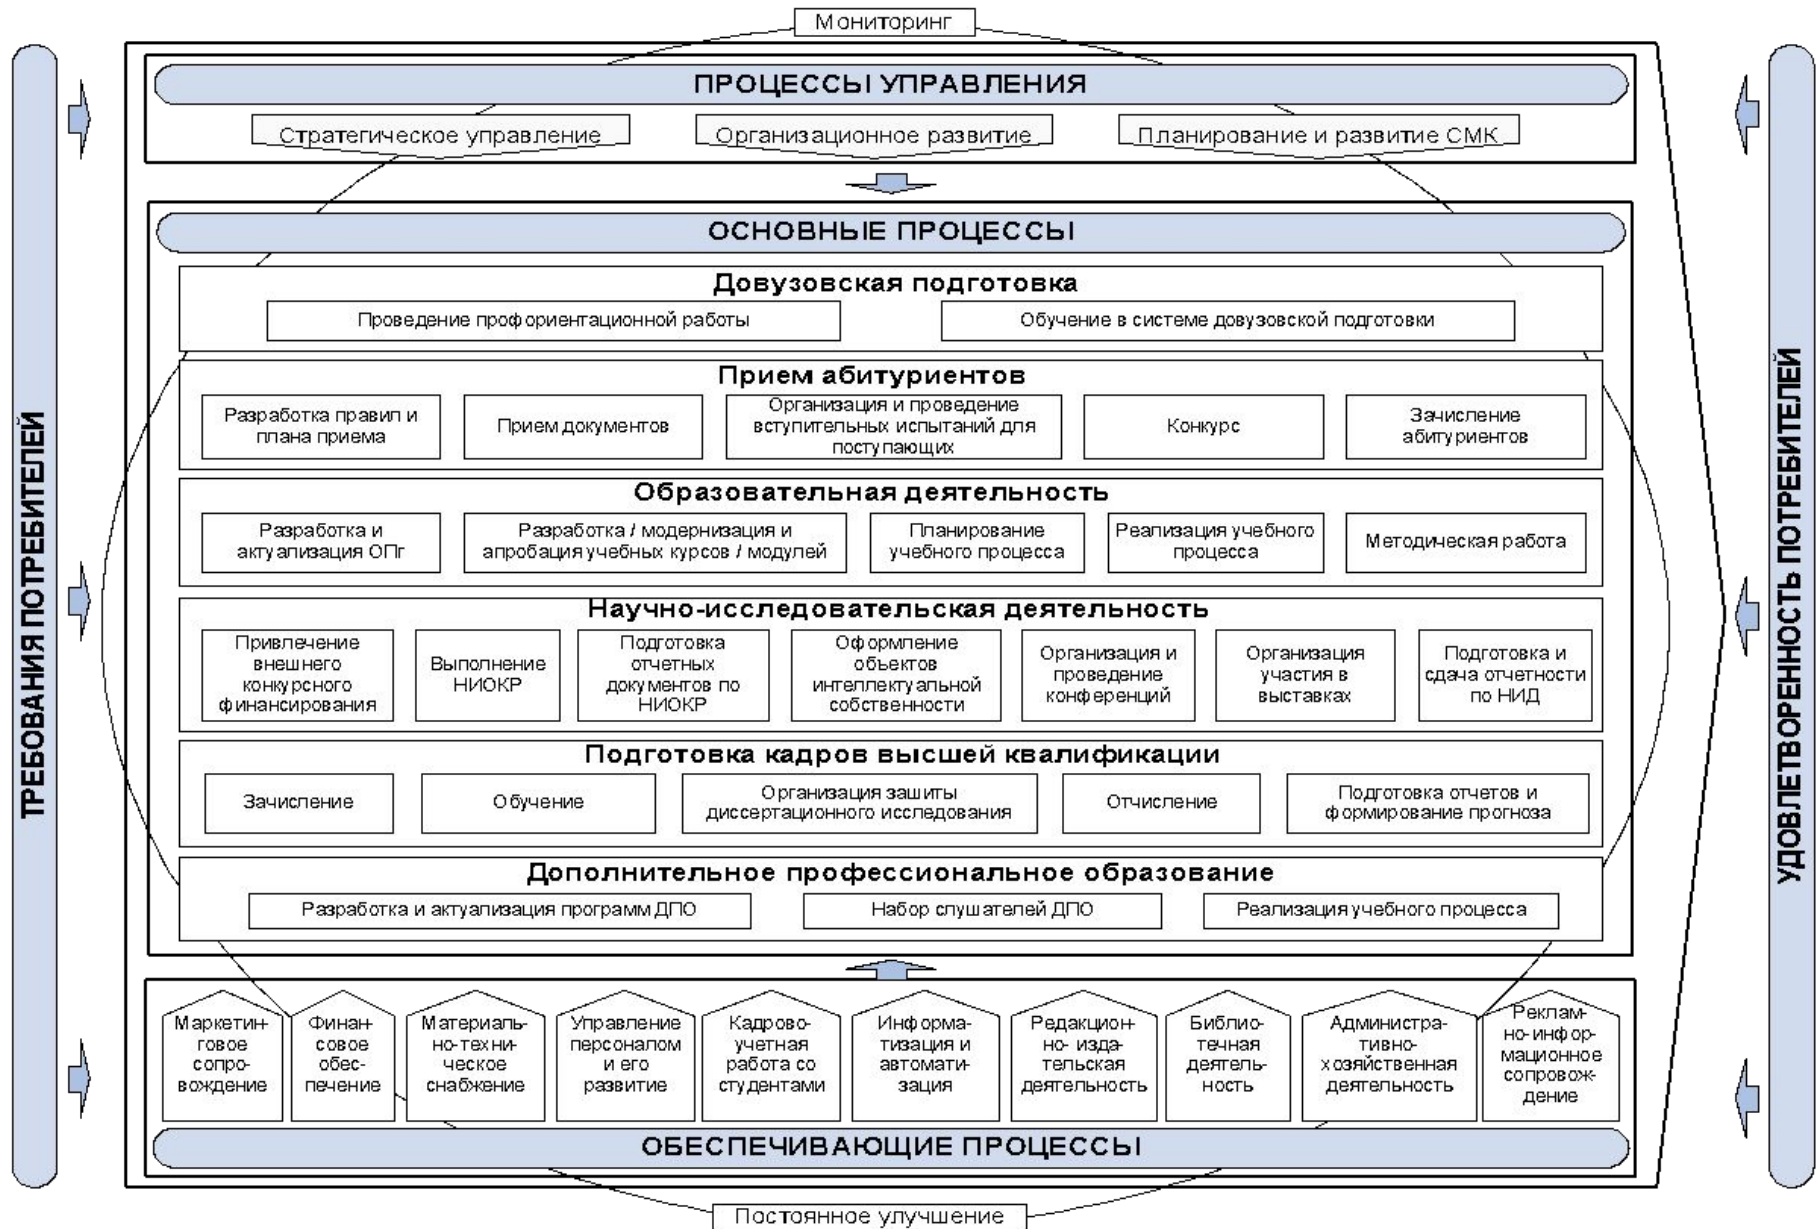 Мониторинг
ТРЕБОВАНИЯ ПОТРЕБИТЕЛЕЙ
ПРОЦЕССЫ УПРАВЛЕНИЯ
Стратегическое управление
Организационное развитие
Планирование и развитие СМК
ОСНОВНЫЕ ПРОЦЕССЫ
Довузовская подготовка
Проведение профориентационной работы
Обучение в системе довузовской подготовки
Прием абитуриентов
Разработка правил и
плана приема
Прием документов
Организация и проведение
вступительных испытаний для
поступающих
Конкурс
Зачисление
абитуриентов
Образовательная деятельность
Разработка и
актуализация ОПг
Разработка / модернизация и
апробация учебных курсов / модулей
Планирование
учебного процесса
Реализация учебного
процесса
Методическая работа
Научно-исследовательская деятельность
Привлечение
внешнего
конкурсного
финансирования
Выполнение
НИОКР
Подготовка
отчетных
документов по
НИОКР
Оформление
объектов
интеллектуальной
собственности
Организация и
проведение
конференций
Организация
участия в
выставках
Подготовка и
сдача отчетности
по НИД
Подготовка кадров высшей квалификации
Зачисление
Обучение
Организация зашиты
диссертационного исследования
Отчисление
Подготовка отчетов и
формирование прогноза
Дополнительное профессиональное образование
Разработка и актуализация программ ДПО
Набор слушателей ДПО
Реализация учебного процесса
Маркетин-
говое
сопро-
вождение
Финан-
совое
обес-
печение
Материаль-
но-техни-
ческое
снабжение
Управление
персоналом
и его
развитие
Кадрово-
учетная
работа со
студентами
Информа-
тизация и
автомати-
зация
Редакцион-
но- изда-
тельская
деятельность
Библио-
течная
деятель-
ность
Администра-
тивно-
хозяйственная
деятельность
Реклам-
но-инфор-
мационное
сопровож-
дение
ОБЕСПЕЧИВАЮЩИЕ ПРОЦЕССЫ
УДОВЛЕТВОРЕННОСТЬ ПОТРЕБИТЕЛЕЙ
Постоянное улучшение